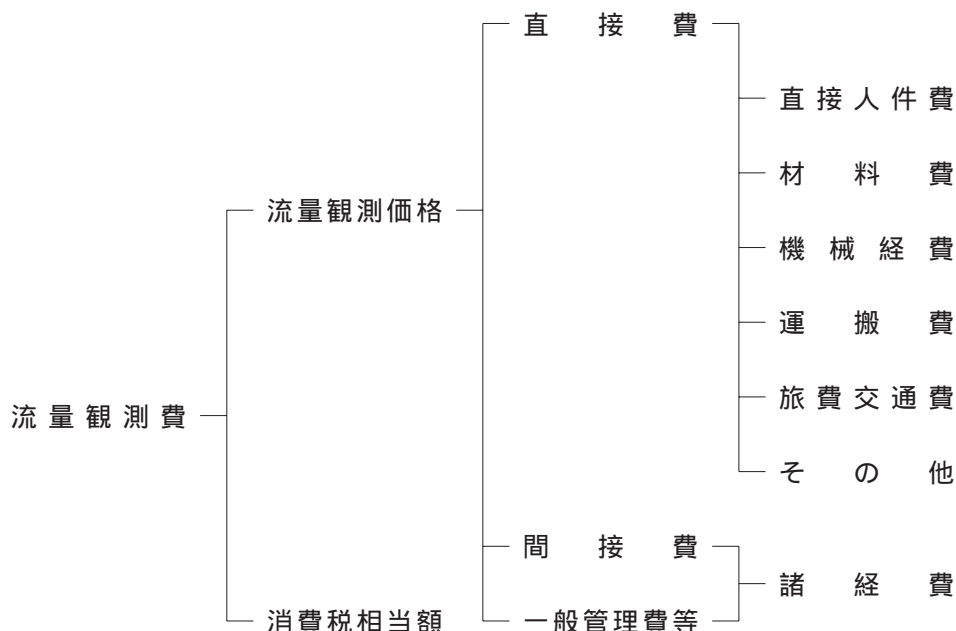 直接費
直接人件費
材料費
流量観測価格
機械経費
運搬費
旅費交通費
流量観測費
その他
間接費
諸経費
消費税相当額
一般管理費等